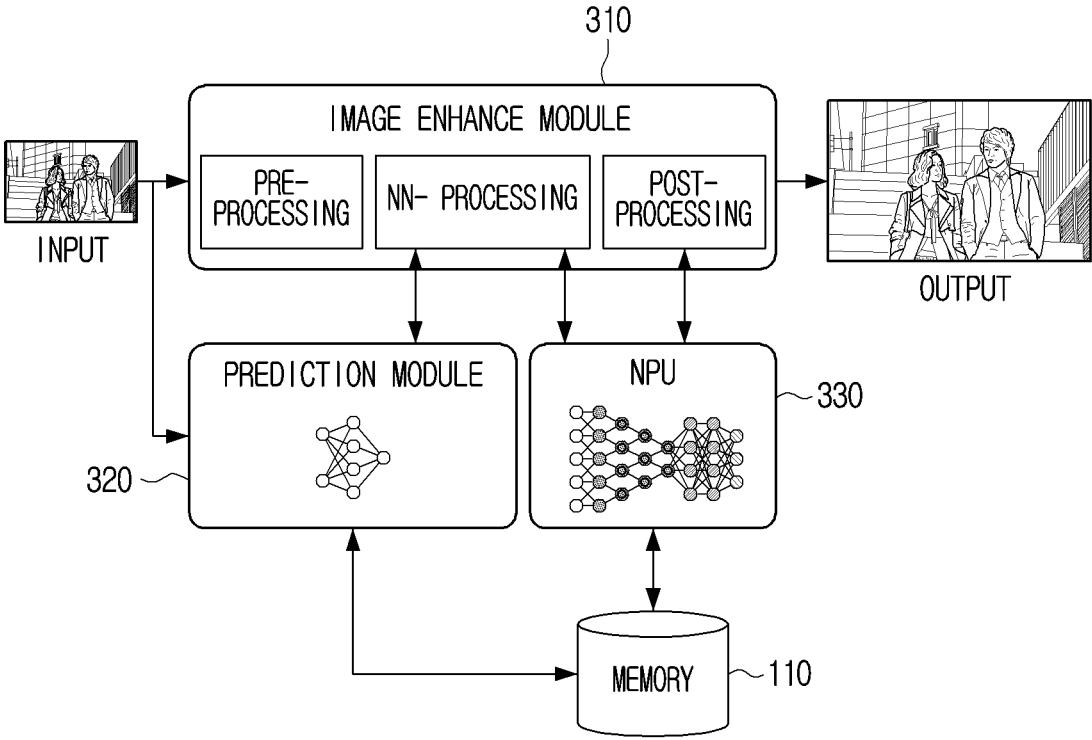 310
IMAGE ENHANCE MODULE
PRE-
PROCESSING
NN- PROCESSING
POST-
PROCESSING
INPUT
OUTPUT
PREDICTION MODULE
NPU
330
320
MEMORY
110